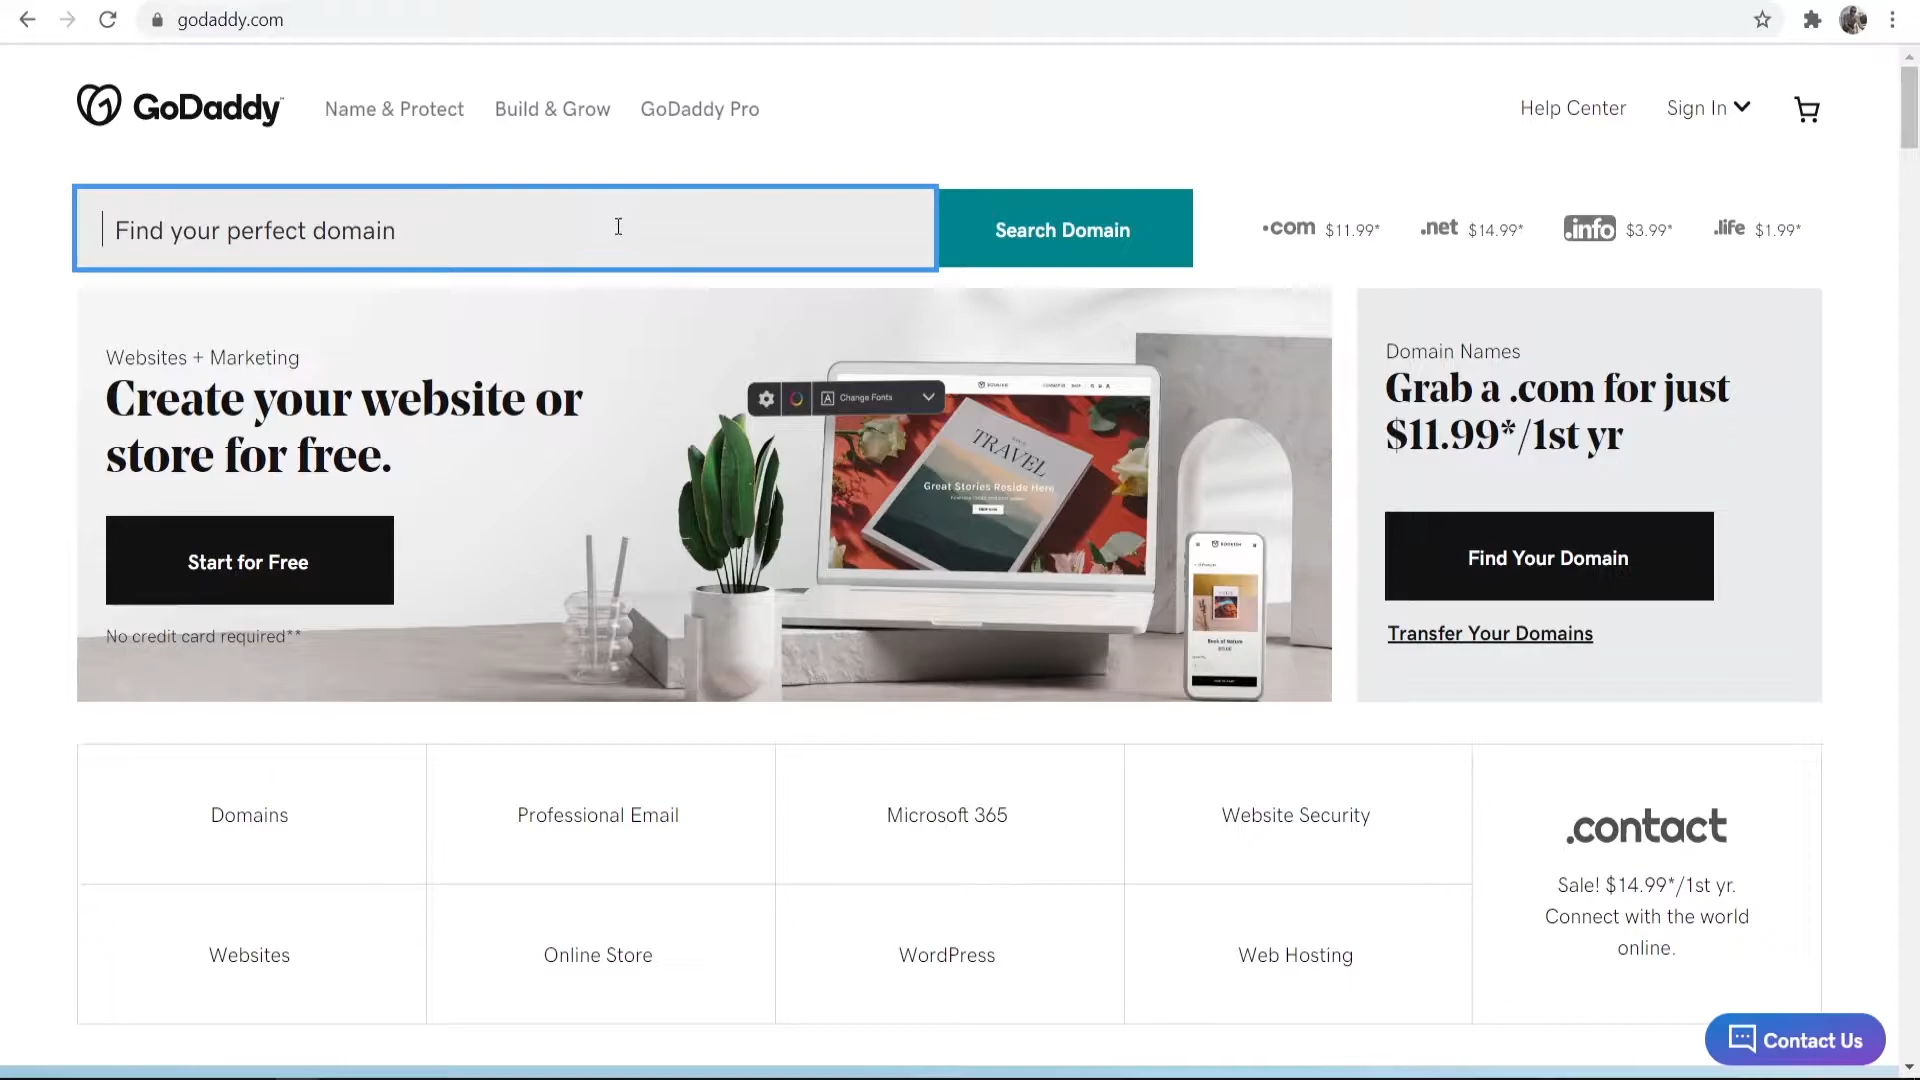 godaddy.com
GoDaddy
Name & Protect
Build & Grow
GoDaddy Pro
Help Center
Sign In
Find your perfect domain
Search Domain
.com $11.99*
.net $14.99*
.info $3.99*
.life $1.99*
Websites + Marketing
Create your website or
store for free.
Start for Free
No credit card required**
Change Fonts
TRAVEL
Great Stories Reside Here
Domain Names
Grab a .com for just
$11.99*/1st yr
Find Your Domain
Transfer Your Domains
Domains
Professional Email
Microsoft 365
Website Security
Websites
Online Store
WordPress
Web Hosting
.contact
Sale! $14.99*/1st yr.
Connect with the world
online.
Contact Us